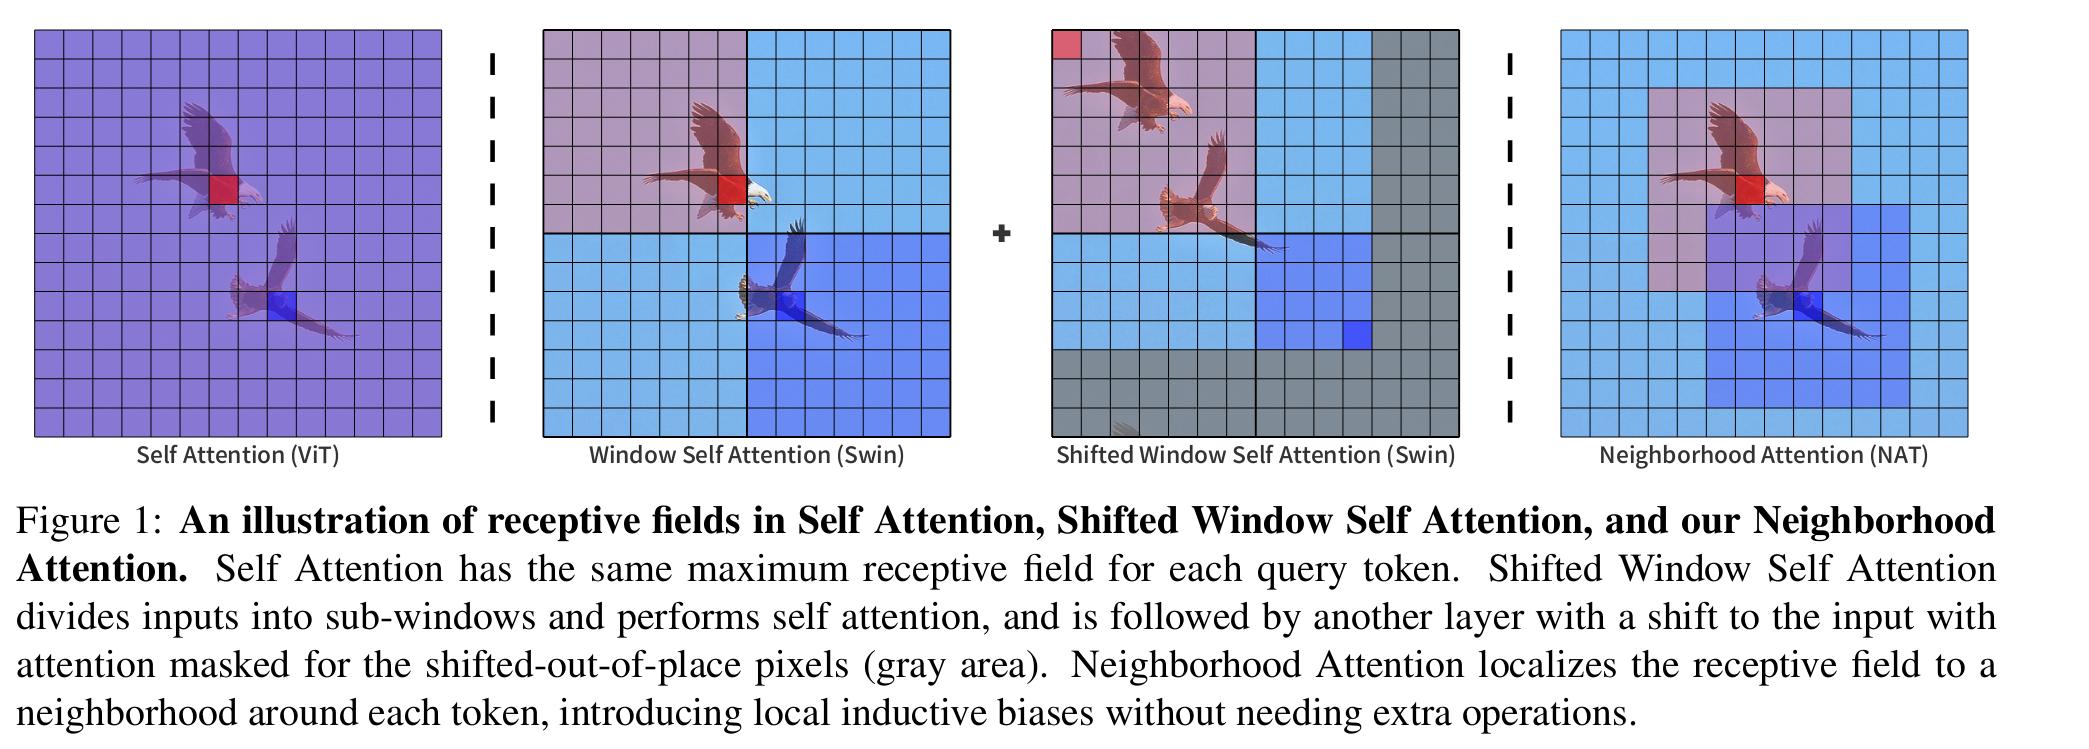 Self Attention (ViT)
Window Self Attention (Swin)
Shifted Window Self Attention (Swin)
Neighborhood Attention (NAT)
Figure 1: An illustration of receptive fields in Self Attention, Shifted Window Self Attention, and our Neighborhood
Attention. Self Attention has the same maximum receptive field for each query token. Shifted Window Self Attention
divides inputs into sub-windows and performs self attention, and is followed by another layer with a shift to the input with
attention masked for the shifted-out-of-place pixels (gray area). Neighborhood Attention localizes the receptive field to a
neighborhood around each token, introducing local inductive biases without needing extra operations.